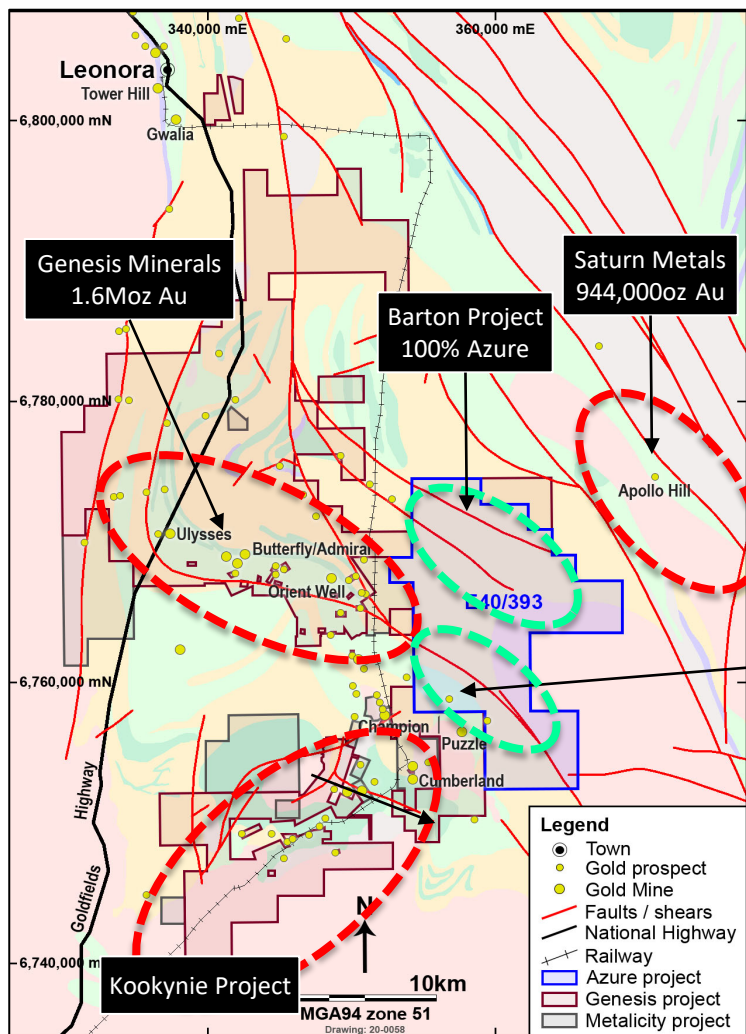 340,000 mE
360,000 mE
Leonora
Tower Hill
6,800,000 mN
Gwalia
Genesis Minerals
1.6Moz Au
Saturn Metals
944,000oz Au
Barton Project
100% Azure
6,780,000 mN
Apollo Hill
Ulysses
Butterfly/Admiral
Orient Well
E40/393
6,760,000 mN
Champion
Puzzle
Cumberland
Highway
Goldfields
N
6,740,000 mN
Kookynie Project
10km
MGA94 zone 51
Drawing: 20-0058
Legend
Town
Gold prospect
Gold Mine
Faults / shears
National Highway
Railway
Azure project
Genesis project
Metalicity project